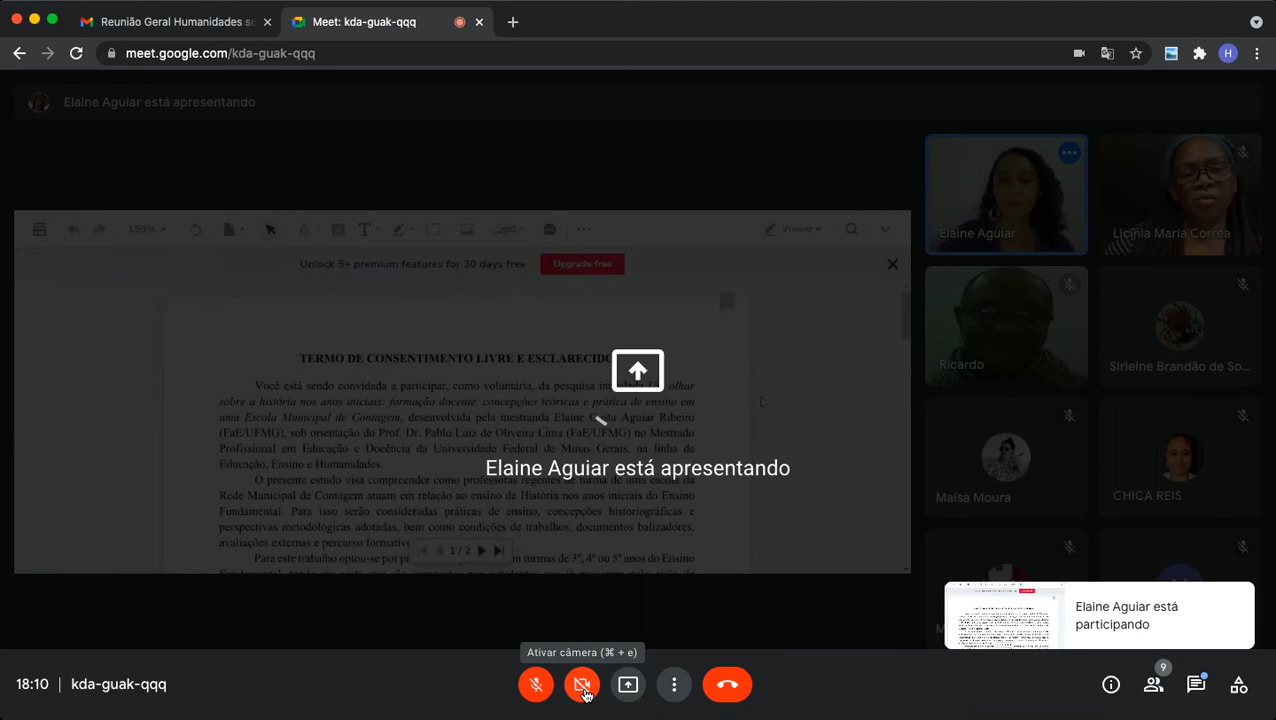 Reunião Geral Humanidades so
Meet: kda-guak-qqq
meet.google.com/kda-guak-qqq
H
Elaine Aguiar está apresentando
150%
T
Viewer
Unlock 5+ premium features for 30 days free
Upgrade free
TERMO DE CONSENTIMENTO LIVRE E ESCLARECIDO
Você está sendo convidada a participar, como voluntária, da pesquisa intitulada Um olhar
sobre a história nos anos iniciais: formação docente, concepções teóricas e prática de ensino em
uma Escola Municipal de Contagem, desenvolvida pela mestranda Elaine Costa Aguiar Ribeiro
(FaE/UFMG), sob orientação do Prof. Dr. Pablo Luiz de Oliveira Lima (FaE/UFMG) no Mestrado
Profissional em Educação e Docência da Universidade Federal de Minas Gerais, na linha de
Educação, Ensino e Humanidades.
Elaine Aguiar está apresentando
O presente estudo visa compreender como professoras regentes de turma de uma escola da
Rede Municipal de Contagem atuam em relação ao ensino de História nos anos iniciais do Ensino
Fundamental. Para isso serão consideradas práticas de ensino, concepções historiográficas e
perspectivas metodológicas adotadas, bem como condições de trabalhos, documentos balizadores,
avaliações externas e percurso formativo
1 / 2
Para este trabalho optou-se por m turmas de 3º, 4º ou 5º anos do Ensino
Elaine Aguiar
Licinia Maria Correa
Ricardo
Sirleine Brandão de So...
Maisa Moura
CHICA REIS
M
Elaine Aguiar está
participando
Ativar câmera (⌘ + e)
18:10 | kda-guak-qqq
9